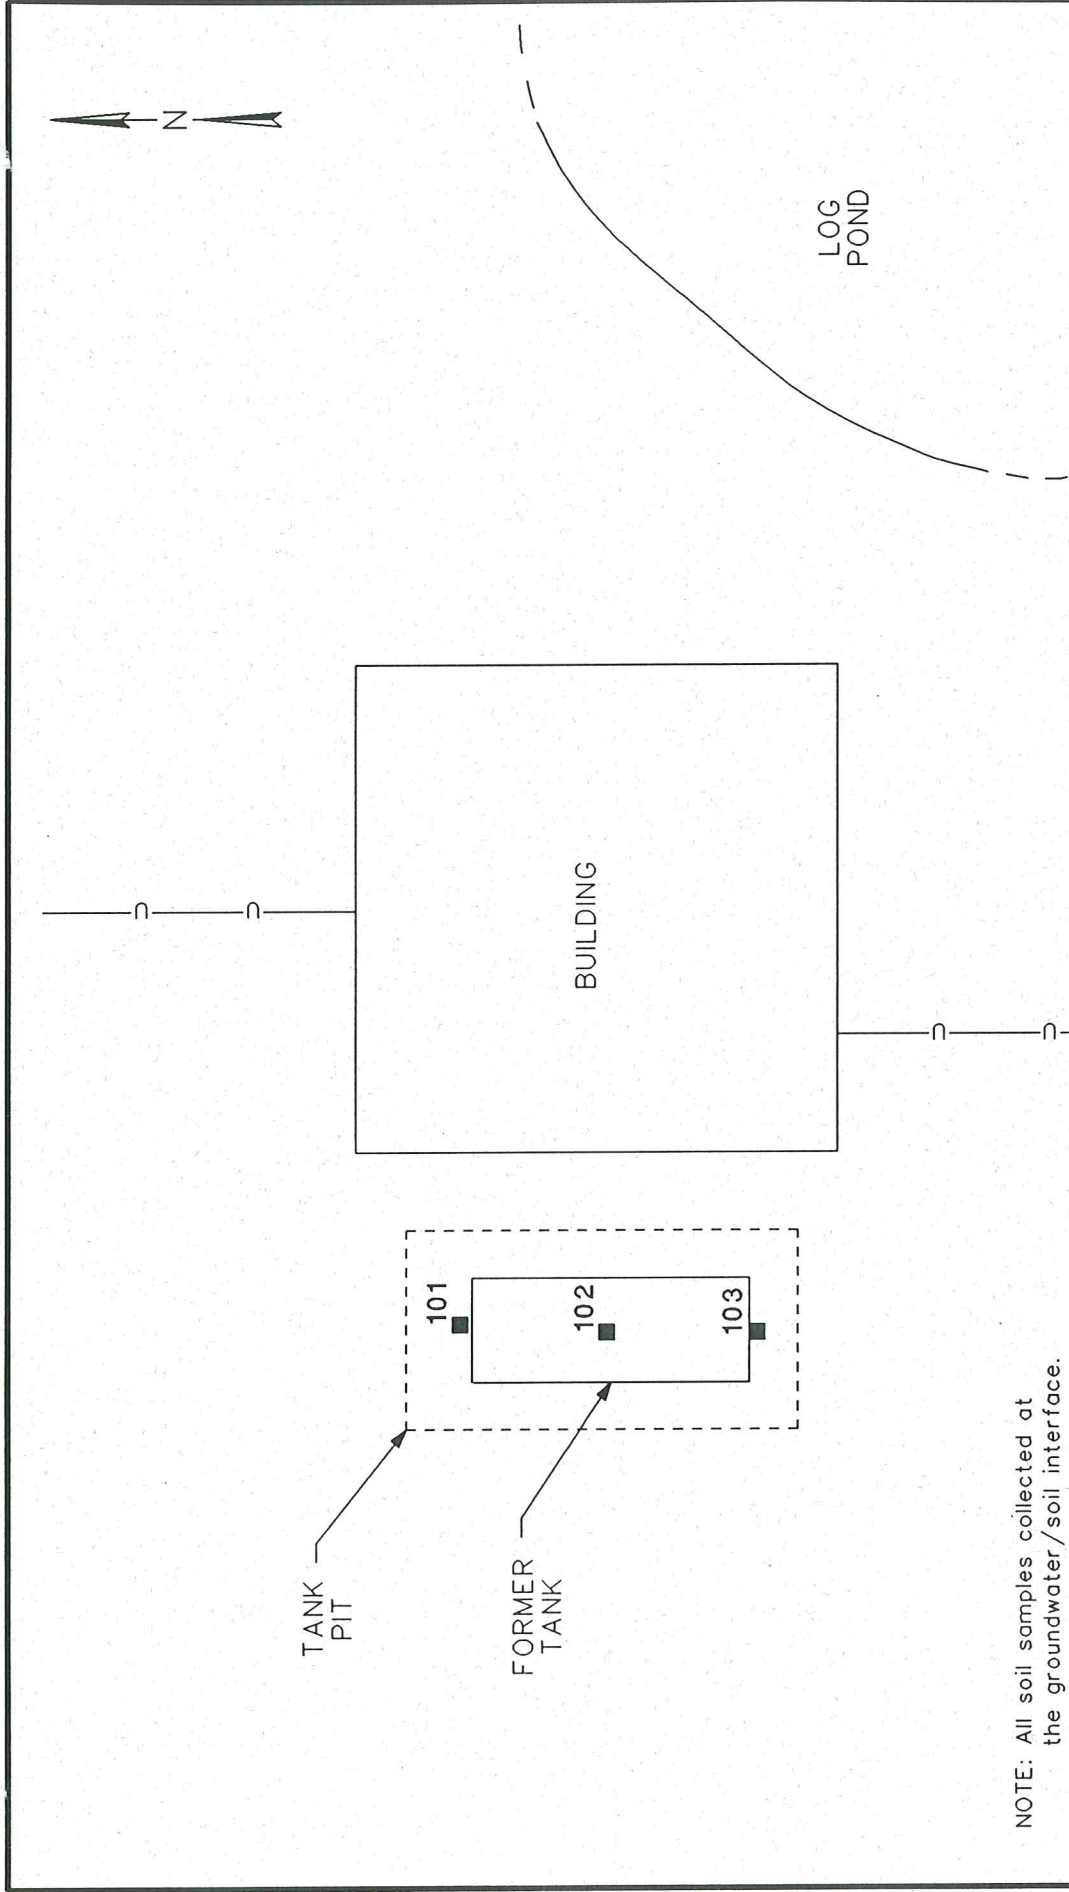 N
LOG
POND
BUILDING
101
102
103
TANK
PIT
FORMER
TANK
NOTE: All soil samples collected at
the groundwater/soil interface.